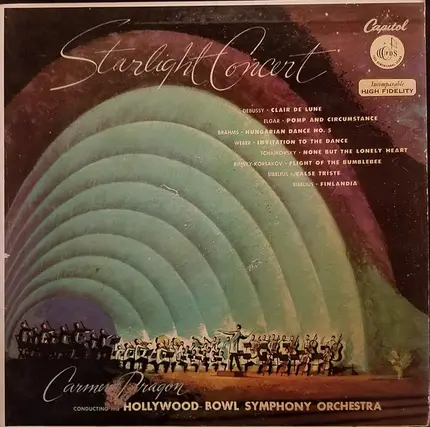 Starlight Concert
Capitol
FDS
Incomparable
HIGH FIDELITY
DEBUSSY - CLAIR DE LUNE
ELGAR - POMP AND CIRCUMSTANCE
BRAHMS - HUNGARIAN DANCE NO. 5
WEBER - INVITATION TO THE DANCE
TCHAIKOVSKY - NONE BUT THE LONELY HEART
RIMSKY-KORSAKOV - FLIGHT OF THE BUMBLEBEE
SIBELIUS - VALSE TRISTE
SIBELIUS - FINLANDIA
Carmen Dragon
CONDUCTING THE HOLLYWOOD BOWL SYMPHONY ORCHESTRA